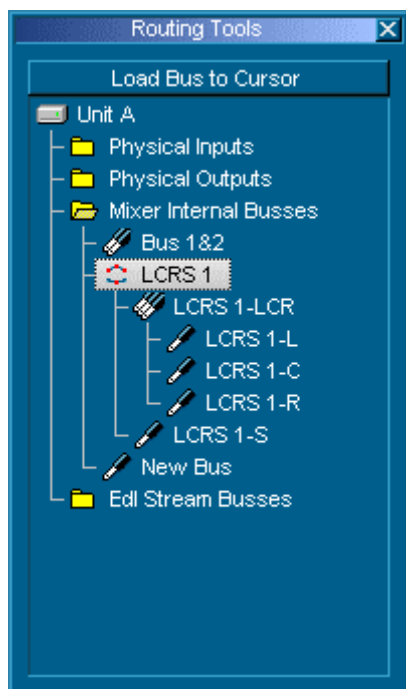 Routing Tools
Load Bus to Cursor
Unit A
Physical Inputs
Physical Outputs
Mixer Internal Busses
Bus 1&2
LCRS 1
LCRS 1-LCR
LCRS 1-L
LCRS 1-C
LCRS 1-R
LCRS 1-S
New Bus
Edl Stream Busses